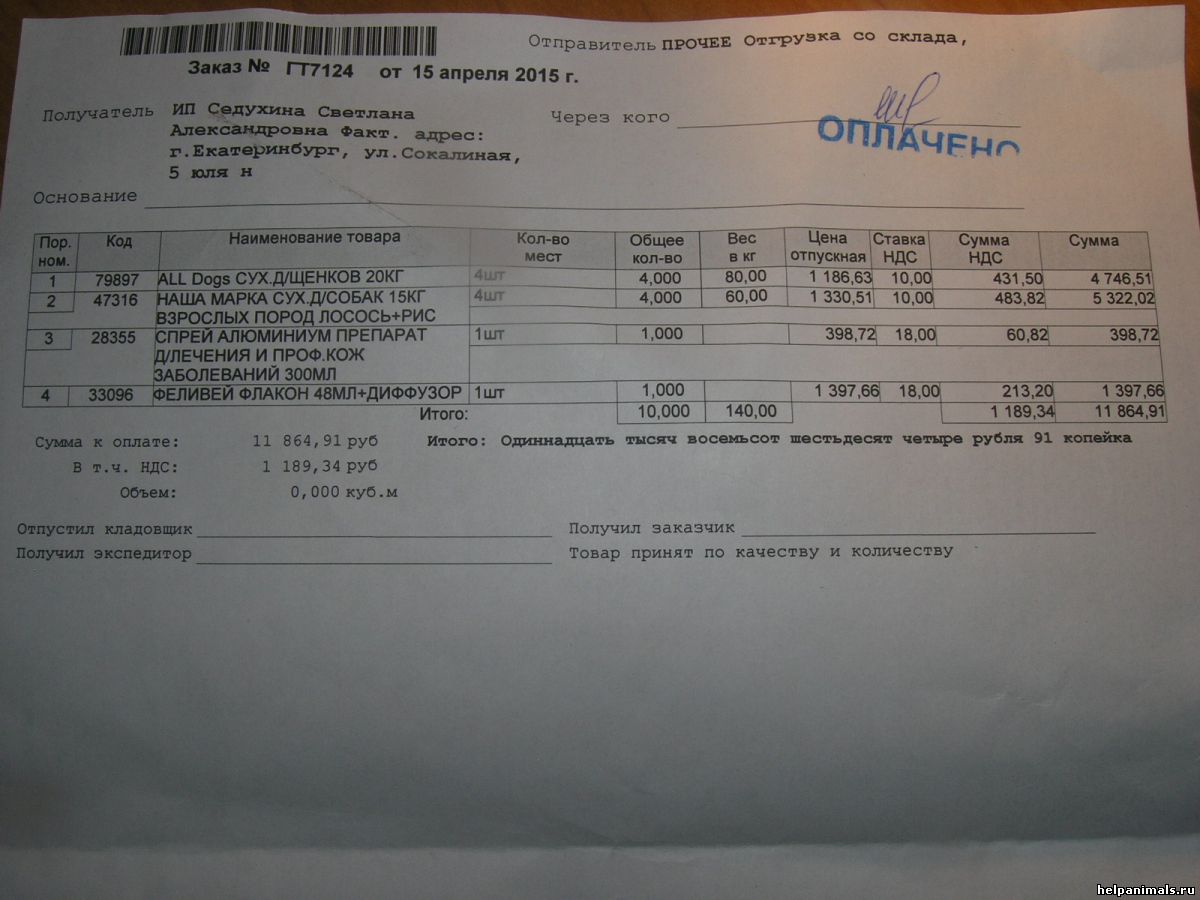 Отправитель ПРОЧЕЕ Отгрузка со склада,
Заказ № ГТ7124 от 15 апреля 2015 г.
Получатель ИП Седухина Светлана
Александровна Факт. адрес:
г.Екатеринбург, ул.Сокалиная,
5 юля н
Через кого
ОПЛАЧЕНО
Основание
Пор. ном. Код Наименование товара Кол-во мест Общее кол-во Вес в кг Цена отпускная Ставка НДС Сумма НДС Сумма
1 79897 ALL Dogs СУХ.Д/ЩЕНКОВ 20КГ 4шт 4,000 80,00 1 186,63 10,00 431,50 4 746,51
2 47316 НАША МАРКА СУХ.Д/СОБАК 15КГ 4шт 4,000 60,00 1 330,51 10,00 483,82 5 322,02
ВЗРОСЛЫХ ПОРОД ЛОСОСЬ+РИС
3 28355 СПРЕЙ АЛЮМИНИУМ ПРЕПАРАТ 1шт 1,000 398,72 18,00 60,82 398,72
Д/ЛЕЧЕНИЯ И ПРОФ.КОЖ
ЗАБОЛЕВАНИЙ 300МЛ
4 33096 ФЕЛИВЕЙ ФЛАКОН 48МЛ+ДИФФУЗОР 1шт 1,000 1 397,66 18,00 213,20 1 397,66
Итого: 10,000 140,00 1 189,34 11 864,91
Сумма к оплате: 11 864,91 руб Итого: Одиннадцать тысяч восемьсот шестьдесят четыре рубля 91 копейка
В т.ч. НДС: 1 189,34 руб
Объем: 0,000 куб.м
Отпустил кладовщик Получил заказчик
Получил экспедитор Товар принят по качеству и количеству
helpanimals.ru